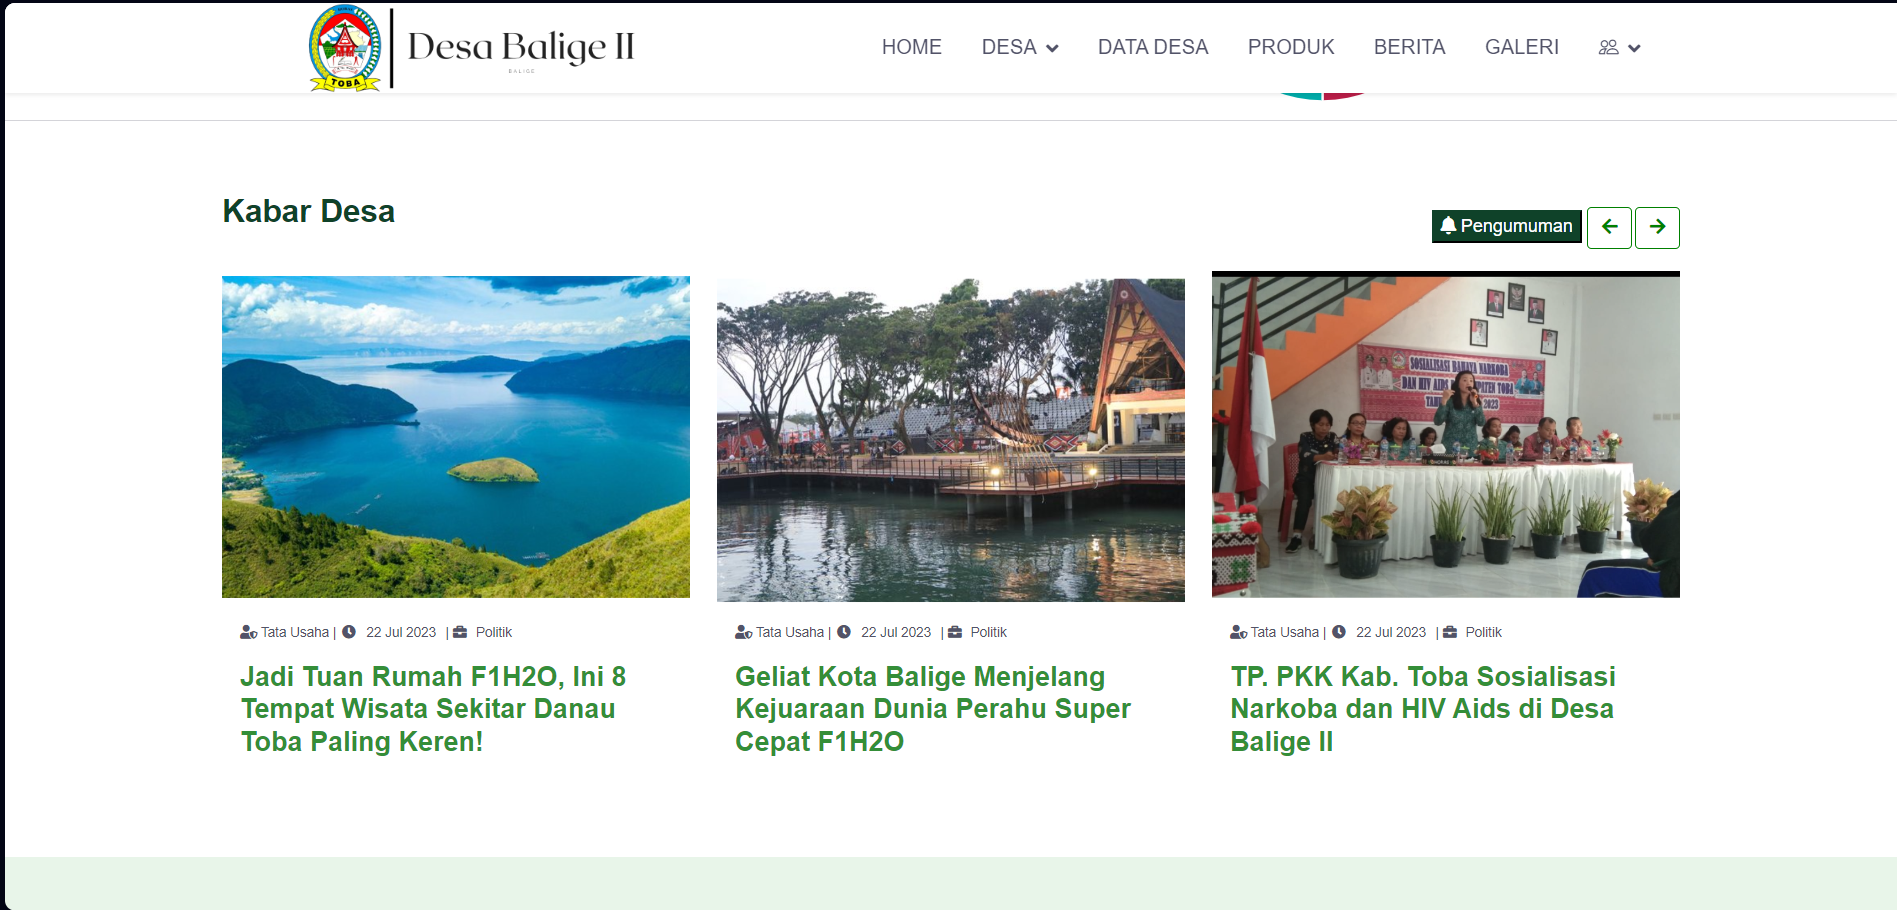 TOBA
Desa Balige II
BALIGE
HOME
DESA
DATA DESA
PRODUK
BERITA
GALERI
Kabar Desa
Pengumuman
SOSIALISASI BAHAYA NARKOBA
DAN HIV AIDS
TOBA
2023
Tata Usaha | 22 Jul 2023 | Politik
Jadi Tuan Rumah F1H2O, Ini 8
Tempat Wisata Sekitar Danau
Toba Paling Keren!
Tata Usaha | 22 Jul 2023 | Politik
Geliat Kota Balige Menjelang
Kejuaraan Dunia Perahu Super
Cepat F1H2O
Tata Usaha | 22 Jul 2023 | Politik
TP. PKK Kab. Toba Sosialisasi
Narkoba dan HIV Aids di Desa
Balige II